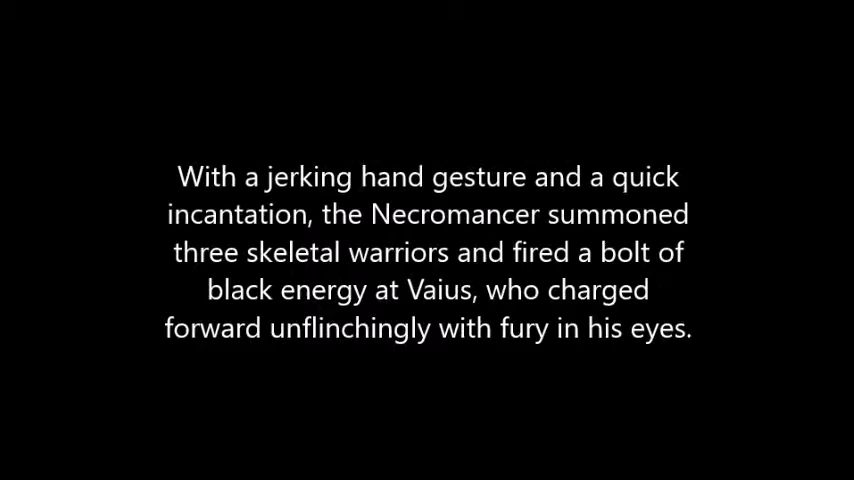 With a jerking hand gesture and a quick
incantation, the Necromancer summoned
three skeletal warriors and fired a bolt of
black energy at Vaius, who charged
forward unflinchingly with fury in his eyes.